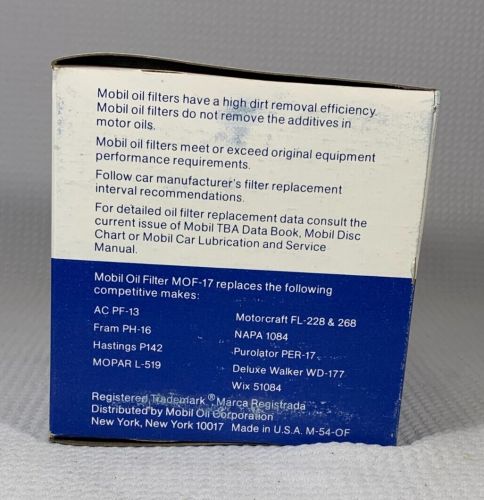 Mobil oil filters have a high dirt removal efficiency.
Mobil oil filters do not remove the additives in
motor oils.
Mobil oil filters meet or exceed original equipment
performance requirements.
Follow car manufacturer's filter replacement
interval recommendations.
For detailed oil filter replacement data consult the
current issue of Mobil TBA Data Book, Mobil Disc
Chart or Mobil Car Lubrication and Service
Manual.
Mobil Oil Filter MOF-17 replaces the following
competitive makes:
AC PF-13
Fram PH-16
Hastings P142
MOPAR L-519
Motorcraft FL-228 & 268
NAPA 1084
Purolator PER-17
Deluxe Walker WD-177
Wix 51084
Registered Trademark ® Marca Registrada
Distributed by Mobil Oil Corporation
New York, New York 10017 Made in U.S.A. M-54-OF